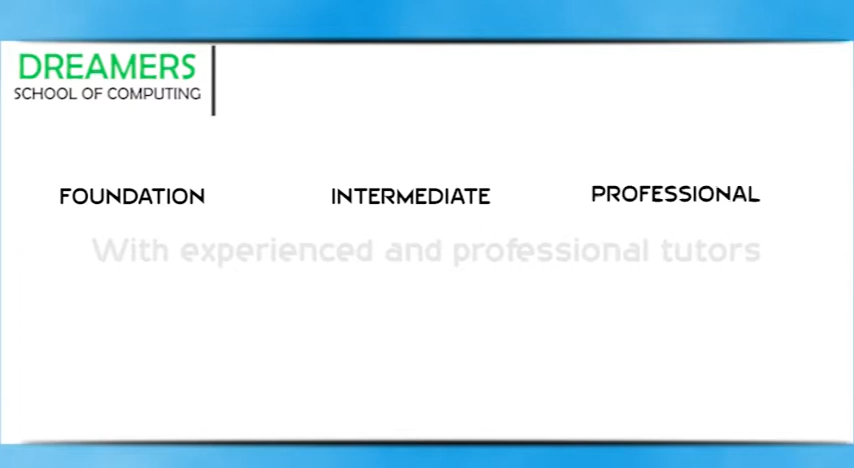 DREAMERS
SCHOOL OF COMPUTING
FOUNDATION INTERMEDIATE PROFESSIONAL
With experienced and professional tutors